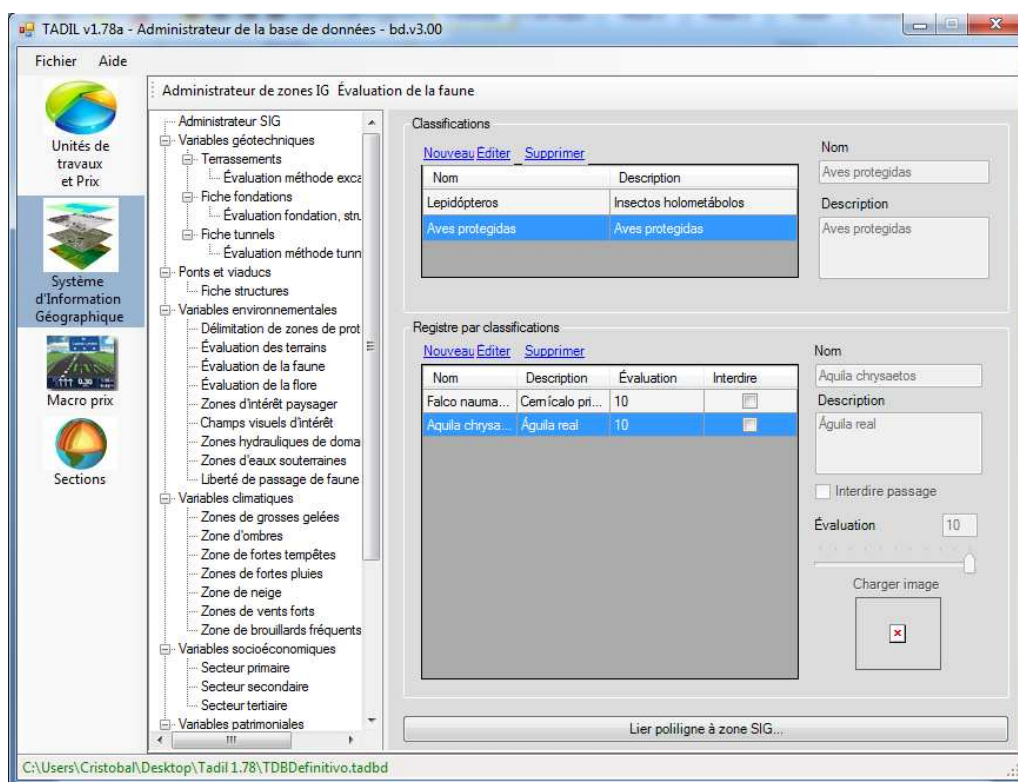 TADIL v1.78a - Administrateur de la base de données - bd.v3.00
Fichier Aide
Unités de
travaux
et Prix
Système
d'Information
Géographique
Macro prix
Sections
Administrateur de zones IG Évaluation de la faune
Administrateur SIG
Variables géotechniques
Terrassements
Évaluation méthode exca
Fiche fondations
Évaluation fondation, stru
Fiche tunnels
Évaluation méthode tunn
Ponts et viaducs
Fiche structures
Variables environnementales
Délimitation de zones de prot
Évaluation des terrains
Évaluation de la faune
Évaluation de la flore
Zones d'intérêt paysager
Champs visuels d'intérêt
Zones hydrauliques de doma
Zones d'eaux souterraines
Liberté de passage de faune
Variables climatiques
Zones de grosses gelées
Zone d'ombres
Zone de fortes tempêtes
Zones de fortes pluies
Zone de neige
Zones de vents forts
Zone de brouillards fréquents
Variables socioéconomiques
Secteur primaire
Secteur secondaire
Secteur tertiaire
Variables patrimoniales
Classifications
Nouveau Éditer Supprimer
Nom Description
Lepidópteros Insectos holometábolos
Aves protegidas Aves protegidas
Nom
Aves protegidas
Description
Aves protegidas
Registre par classifications
Nouveau Éditer Supprimer
Nom Description Évaluation Interdire
Falco nauma... Cernícalo pri... 10
Aquila chrysa... Águila real 10
Nom
Aquila chrysaetos
Description
Águila real
Interdire passage
Évaluation 10
Charger image
Lier poliligne à zone SIG...
C:\Users\Cristobal\Desktop\Tadil 1.78\TDBDefinitivo.tadbd